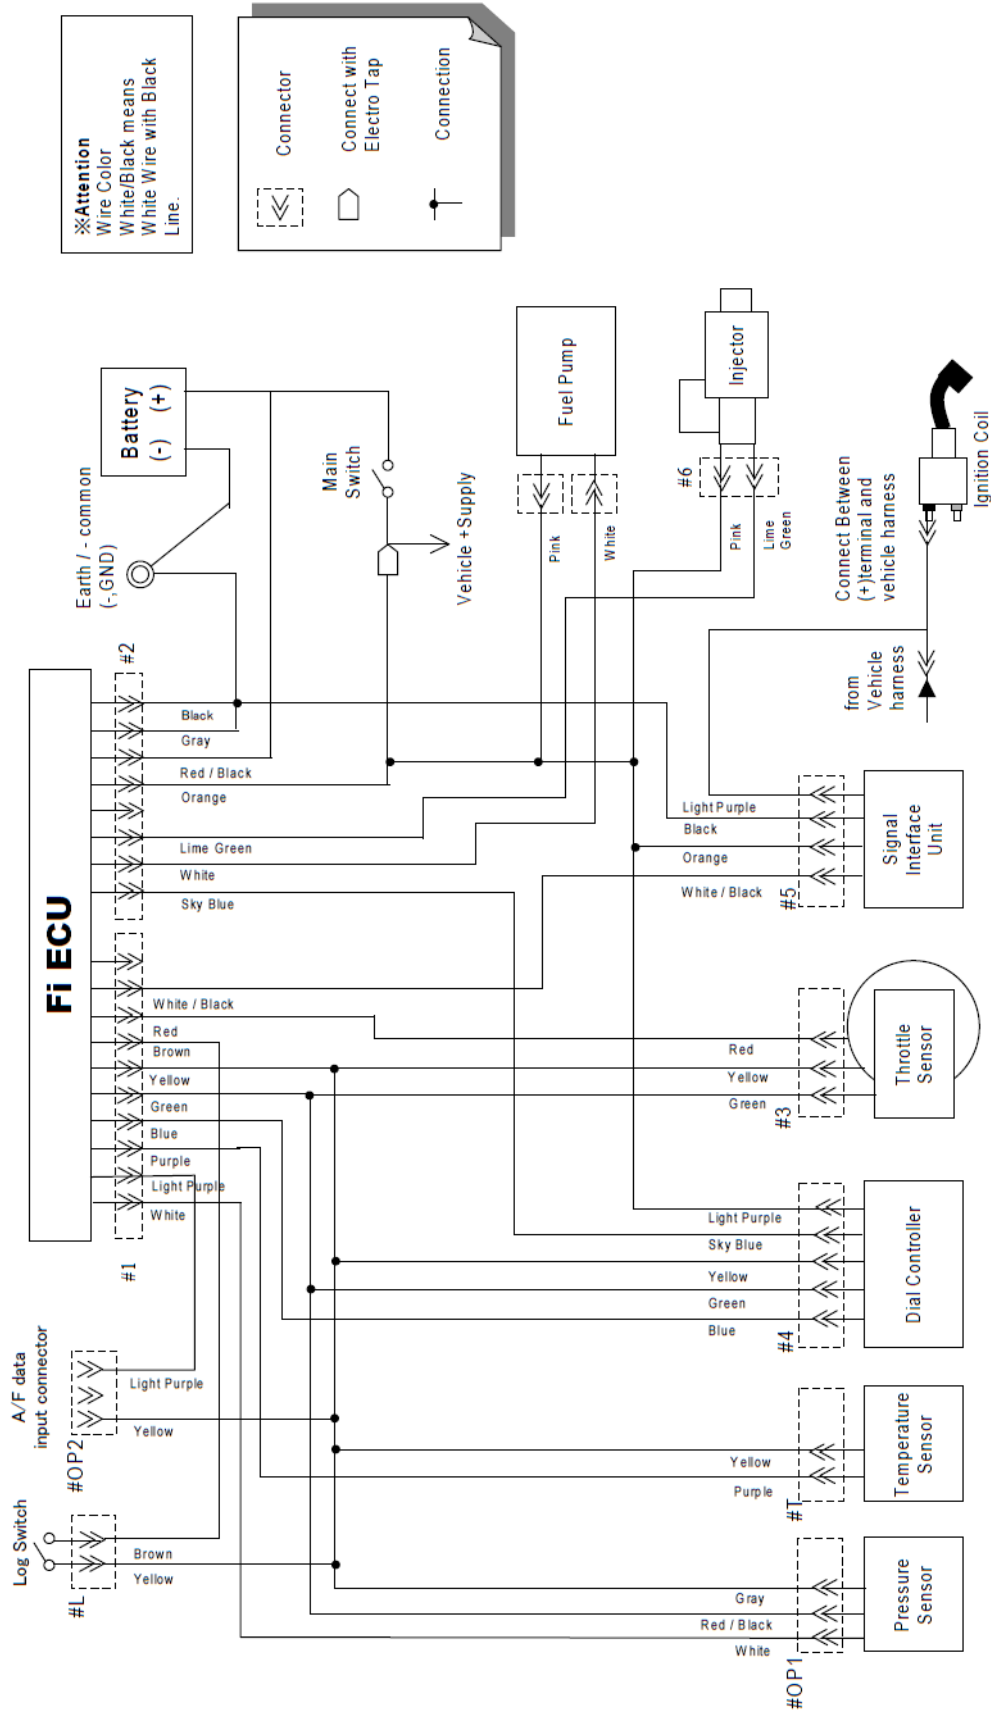 ※Attention
Wire Color
White/Black means
White Wire with Black
Line.
Connector
Connect with
Electro Tap
Connection
Battery
(-) (+)
Earth / - common
(-,GND)
Main
Switch
Vehicle +Supply
Fuel Pump
Pink
White
Injector
#6
Pink
Lime
Green
Ignition Coil
Connect Between
(+)terminal and
vehicle harness
from
Vehicle
harness
Fi ECU
#2
Black
Gray
Red / Black
Orange
Lime Green
White
Sky Blue
White / Black
Red
Brown
Yellow
Green
Blue
Purple
Light Purple
White
#1
Light Purple
Black
Orange
White / Black
#5
Signal
Interface
Unit
Red
Yellow
Green
#3
Throttle
Sensor
Light Purple
Sky Blue
Yellow
Green
Blue
#4
Dial Controller
A/F data
input connector
#OP2
Light Purple
Yellow
Yellow
Purple
#T
Temperature
Sensor
Log Switch
#L
Brown
Yellow
Gray
Red / Black
White
#OP1
Pressure
Sensor